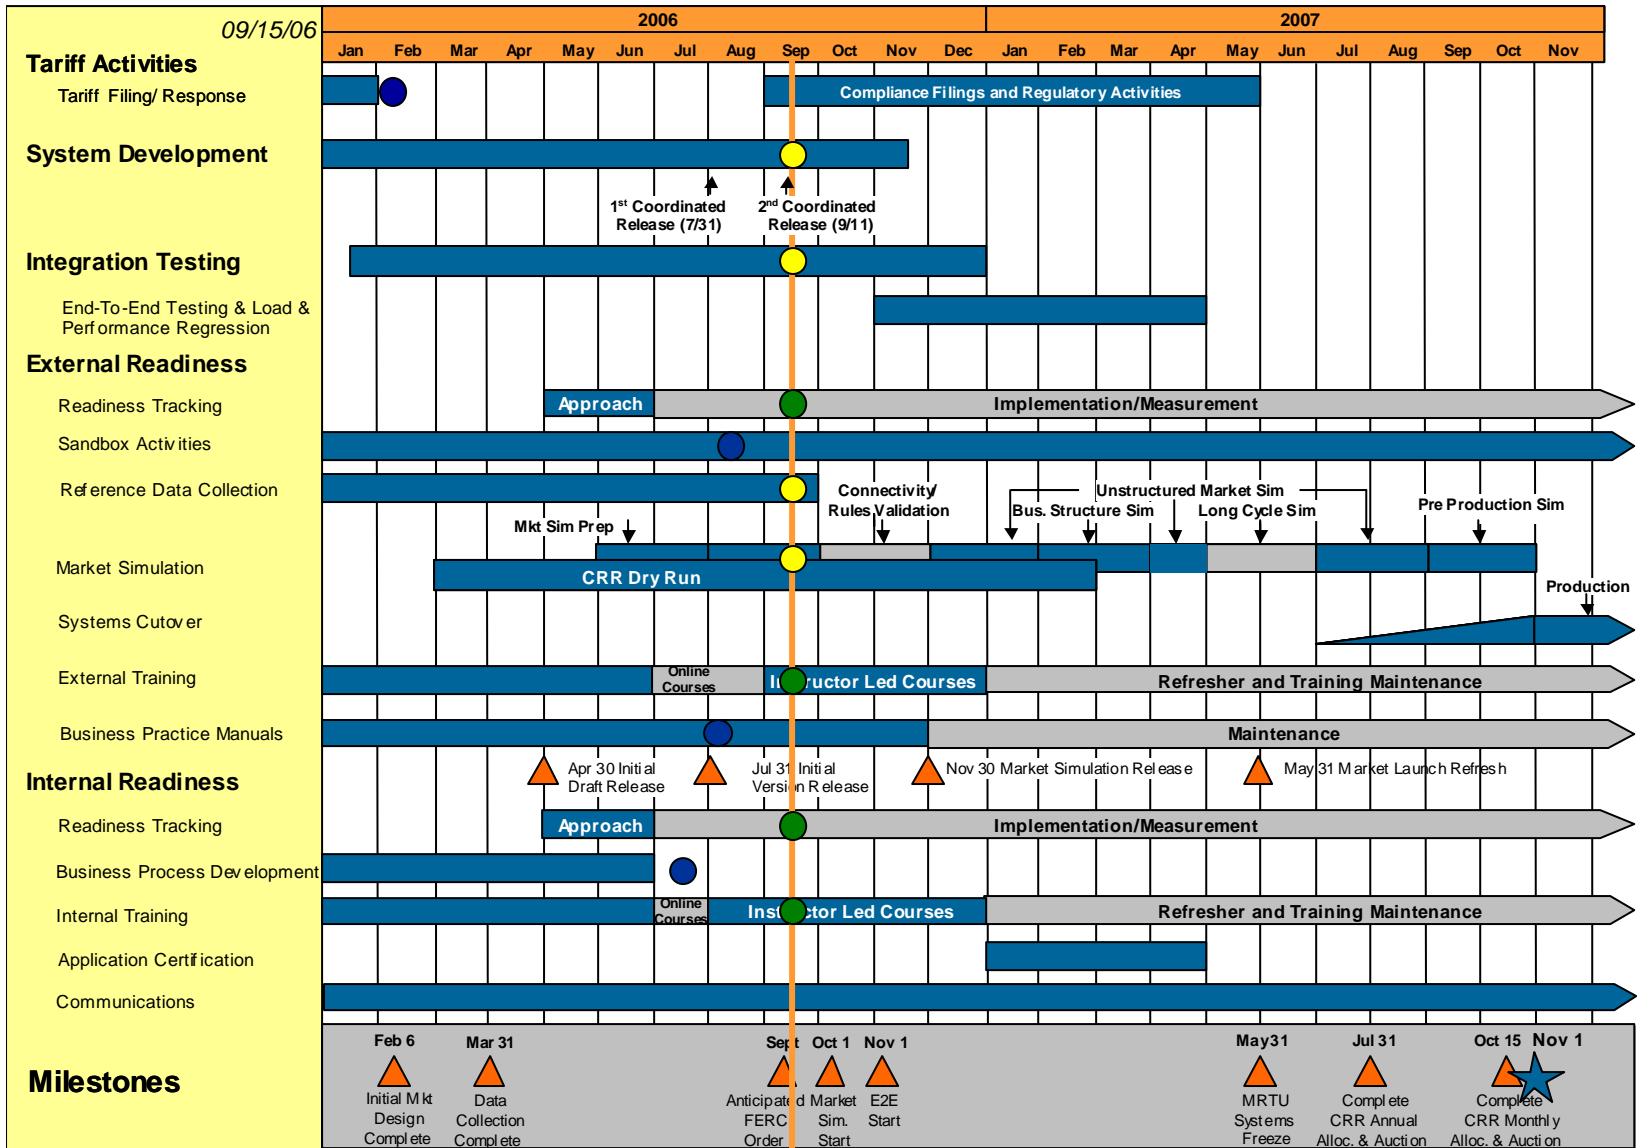 09/15/06
2006
2007
Jan Feb Mar Apr May Jun Jul Aug Sep Oct Nov Dec Jan Feb Mar Apr May Jun Jul Aug Sep Oct Nov
Tariff Activities
Tariff Filing/ Response
Compliance Filings and Regulatory Activities
System Development
1st Coordinated
Release (7/31)
2nd Coordinated
Release (9/11)
Integration Testing
End-To-End Testing & Load &
Performance Regression
External Readiness
Readiness Tracking
Approach
Implementation/Measurement
Sandbox Activities
Reference Data Collection
Connectivity/
Rules Validation
Unstructured Market Sim
Bus. Structure Sim
Long Cycle Sim
Pre Production Sim
Mkt Sim Prep
Market Simulation
CRR Dry Run
Production
Systems Cutover
External Training
Online
Courses
Instructor Led Courses
Refresher and Training Maintenance
Business Practice Manuals
Maintenance
Internal Readiness
Apr 30 Initial
Draft Release
Jul 31 Initial
Version Release
Nov 30 Market Simulation Release
May 31 Market Launch Refresh
Readiness Tracking
Approach
Implementation/Measurement
Business Process Development
Internal Training
Online
Courses
Instructor Led Courses
Refresher and Training Maintenance
Application Certification
Communications
Milestones
Feb 6
Initial Mkt
Design
Complete
Mar 31
Data
Collection
Complete
Sept
Anticipated
FERC
Order
Oct 1
Market
Sim.
Start
Nov 1
E2E
Start
May31
MRTU
Systems
Freeze
Jul 31
Complete
CRR Annual
Alloc. & Auction
Oct 15
Complete
CRR Monthly
Alloc. & Auction
Nov 1